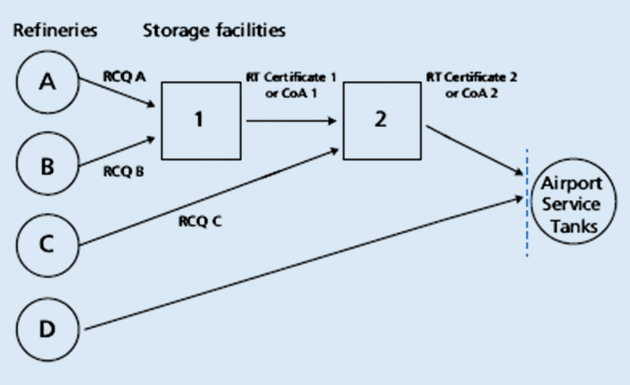 Refineries
Storage facilities
A
RCQ A
RT Certificate 1
or CoA 1
RT Certificate 2
or CoA 2
1
2
B
RCQ B
Airport
Service
Tanks
C
RCQ C
D